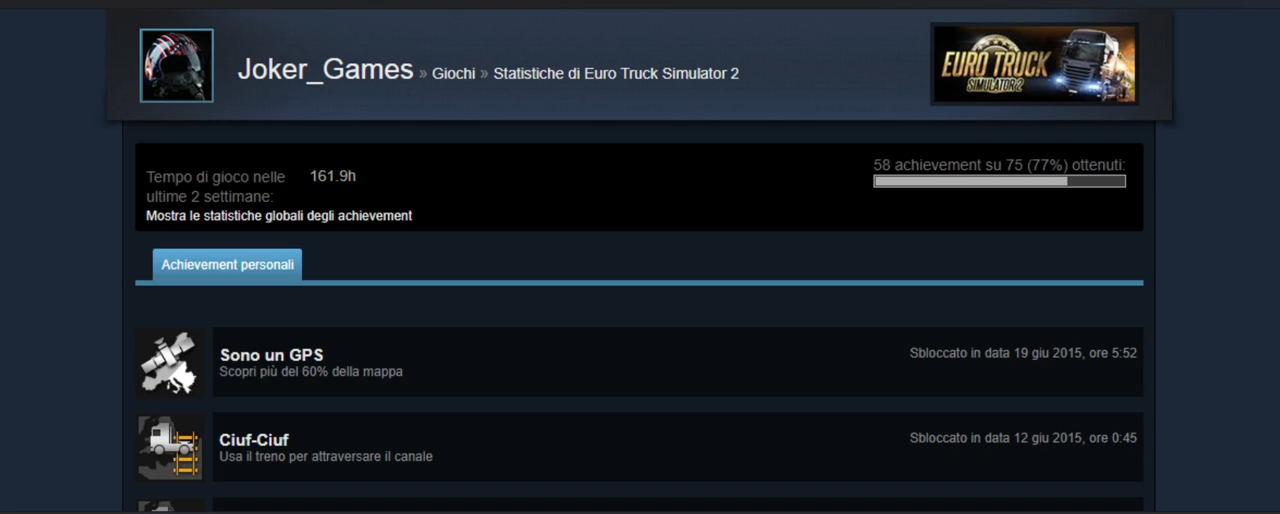 Joker_Games » Giochi » Statistiche di Euro Truck Simulator 2
EURO TRUCK
SIMULATOR 2
Tempo di gioco nelle 161.9h
ultime 2 settimane:
Mostra le statistiche globali degli achievement
58 achievement su 75 (77%) ottenuti:
Achievement personali
Sono un GPS
Scopri più del 60% della mappa
Sbloccato in data 19 giu 2015, ore 5:52
Ciuf-Ciuf
Usa il treno per attraversare il canale
Sbloccato in data 12 giu 2015, ore 0:45